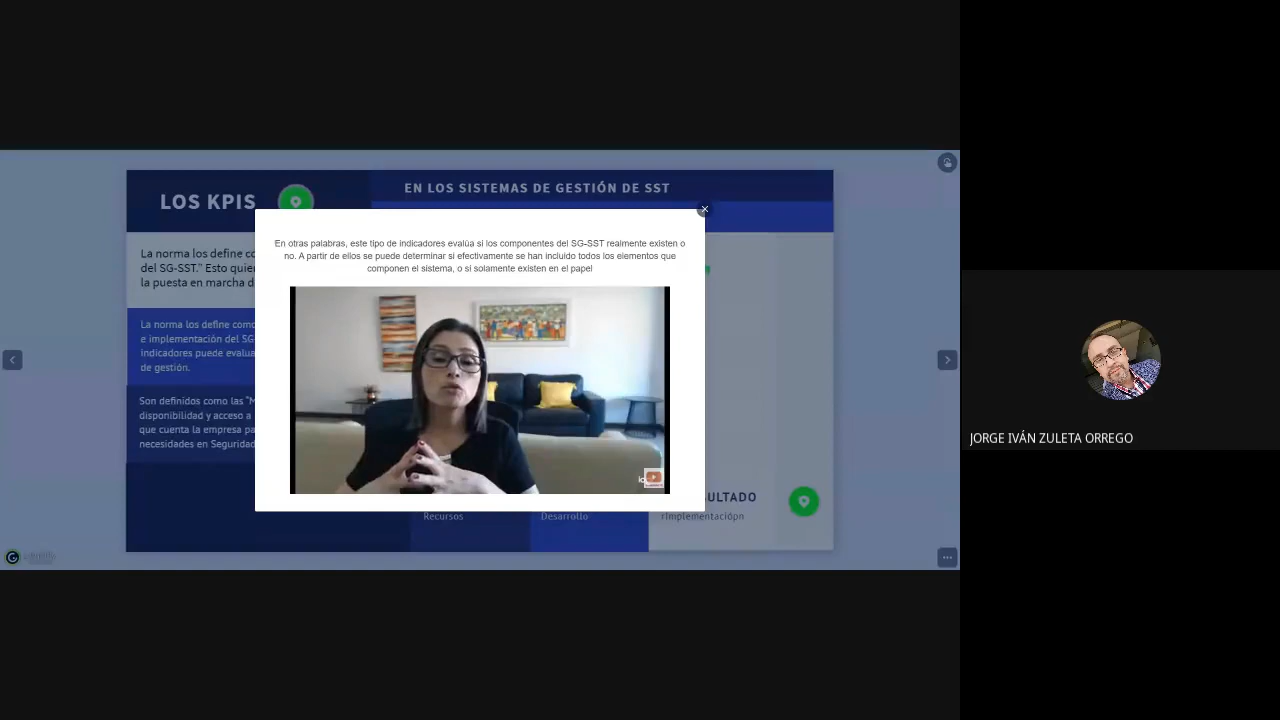 LOS KPIS
EN LOS SISTEMAS DE GESTIÓN DE SST
La norma los define co
del SG-SST." Esto quier
la puesta en marcha d
La norma los define como
e implementación del SG
indicadores puede evalua
de gestión.
Son definidos como las "M
disponibilidad y acceso a
que cuenta la empresa pa
necesidades en Seguridad
En otras palabras, este tipo de indicadores evalúa si los componentes del SG-SST realmente existen o
no. A partir de ellos se puede determinar si efectivamente se han incluido todos los elementos que
componen el sistema, o si solamente existen en el papel
Recursos
Desarrollo
SULTADO
rImplementaciópn
JORGE IVÁN ZULETA ORREGO